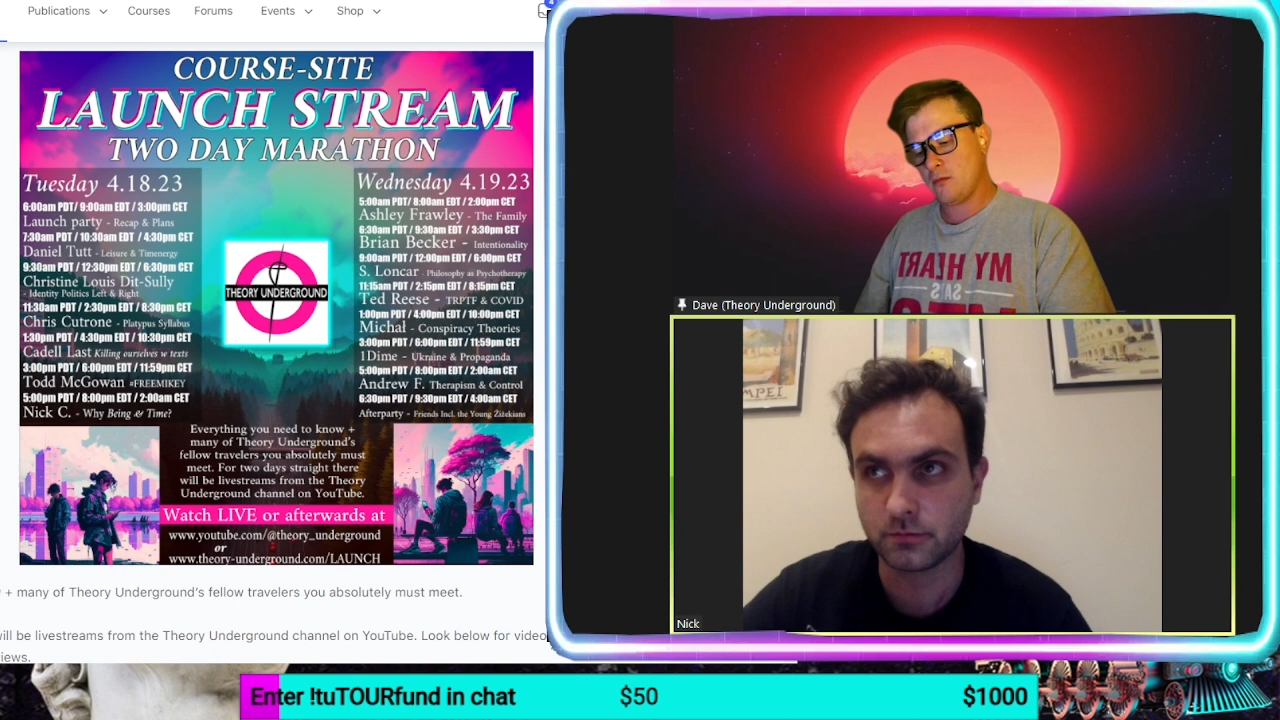 Publications
Courses
Forums
Events
Shop
COURSE-SITE
LAUNCH STREAM
TWO DAY MARATHON
Tuesday 4.18.23
6:00am PDT/ 9:00am EDT / 3:00pm CET
Launch party - Recap & Plans
7:30am PDT / 10:30am EDT / 4:30pm CET
Daniel Tutt - Leisure & Timenergy
9:30am PDT / 12:30pm EDT / 6:30pm CET
Christine Louis Dit-Sully
- Identity Politics Left & Right
11:30am PDT / 2:30pm EDT / 8:30pm CET
Chris Cutrone - Platypus Syllabus
1:30pm PDT / 4:30pm EDT / 10:30pm CET
Cadell Last Killing ourselves w texts
3:00pm PDT / 6:00pm EDT / 11:59pm CET
Todd McGowan #FREEMIKEY
5:00pm PDT / 8:00pm EDT / 2:00am CET
Nick C. - Why Being & Time?
THEORY UNDERGROUND
Wednesday 4.19.23
5:00am PDT/ 8:00am EDT / 2:00pm CET
Ashley Frawley - The Family
6:30am PDT / 9:30am EDT / 3:30pm CET
Brian Becker - Intentionality
9:00am PDT / 12:00pm EDT / 6:00pm CET
S. Loncar - Philosophy as Psychotherapy
11:15am PDT / 2:15pm EDT / 8:15pm CET
Ted Reese - TRPTF & COVID
1:00pm PDT / 4:00pm EDT / 10:00pm CET
Michał - Conspiracy Theories
3:00pm PDT / 6:00pm EDT / 11:59pm CET
1Dime - Ukraine & Propaganda
5:00pm PDT / 8:00pm EDT / 2:00am CET
Andrew F. Therapism & Control
6:30pm PDT / 9:30pm EDT / 4:00am CET
Afterparty - Friends Incl. the Young Žižekians
Everything you need to know +
many of Theory Underground's
fellow travelers you absolutely must
meet. For two days straight there
will be livestreams from the Theory
Underground channel on YouTube.
Watch LIVE or afterwards at
www.youtube.com/@theory_underground
or
www.theory-underground.com/LAUNCH
+ many of Theory Underground's fellow travelers you absolutely must meet.
will be livestreams from the Theory Underground channel on YouTube. Look below for video
iews.
MY HEART
SAYS
Dave (Theory Underground)
MPEI
Nick
Enter !tuTOURfund in chat
$50
$1000